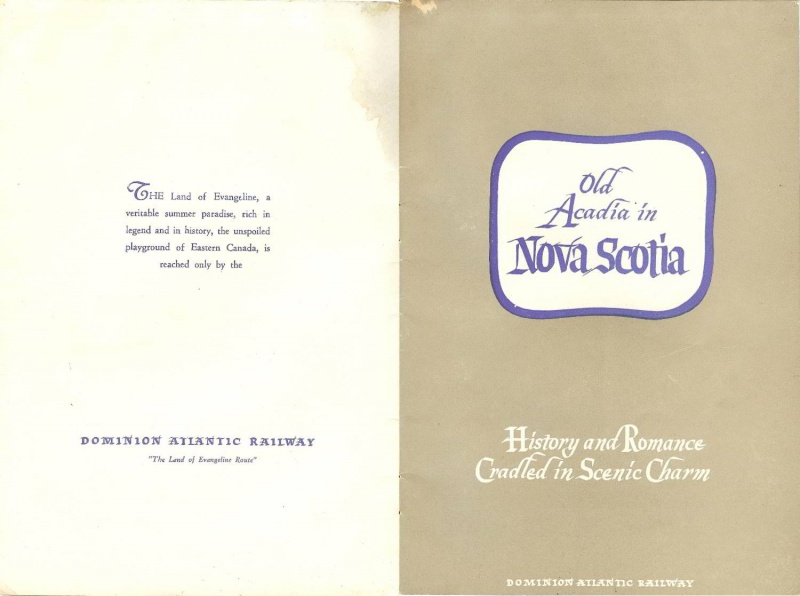 THE Land of Evangeline, a
veritable summer paradise, rich in
legend and in history, the unspoiled
playground of Eastern Canada, is
reached only by the
DOMINION ATLANTIC RAILWAY
"The Land of Evangeline Route"
Old
Acadia in
Nova Scotia
History and Romance
Cradled in Scenic Charm
DOMINION ATLANTIC RAILWAY